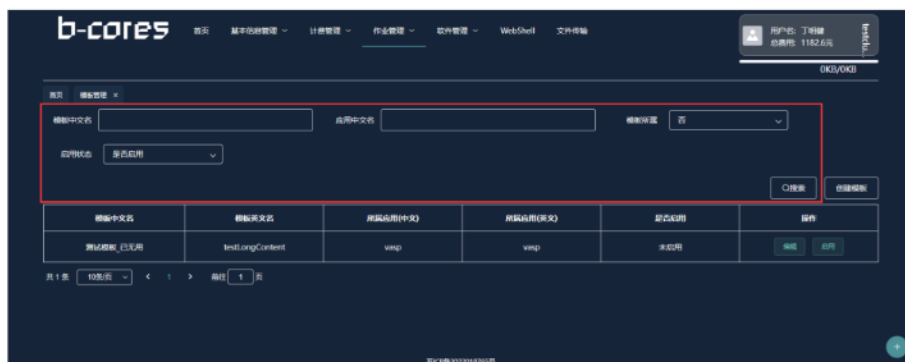 b-cores 首页 基本信息管理 计费管理 作业管理 软件管理 WebShell 文件传输
用户名: 丁明健
总费用: 1182.6元
testclu...
0KB/0KB
首页 模板管理 ×
模板中文名 应用中文名 模板所属 否
启用状态 是否启用
搜索 创建模板
模板中文名 模板英文名 所属应用(中文) 所属应用(英文) 是否启用 操作
测试模板_已无用 testLongContent vasp vasp 未启用 编辑 启用
共 1 条 10条/页 < 1 > 前往 1 页